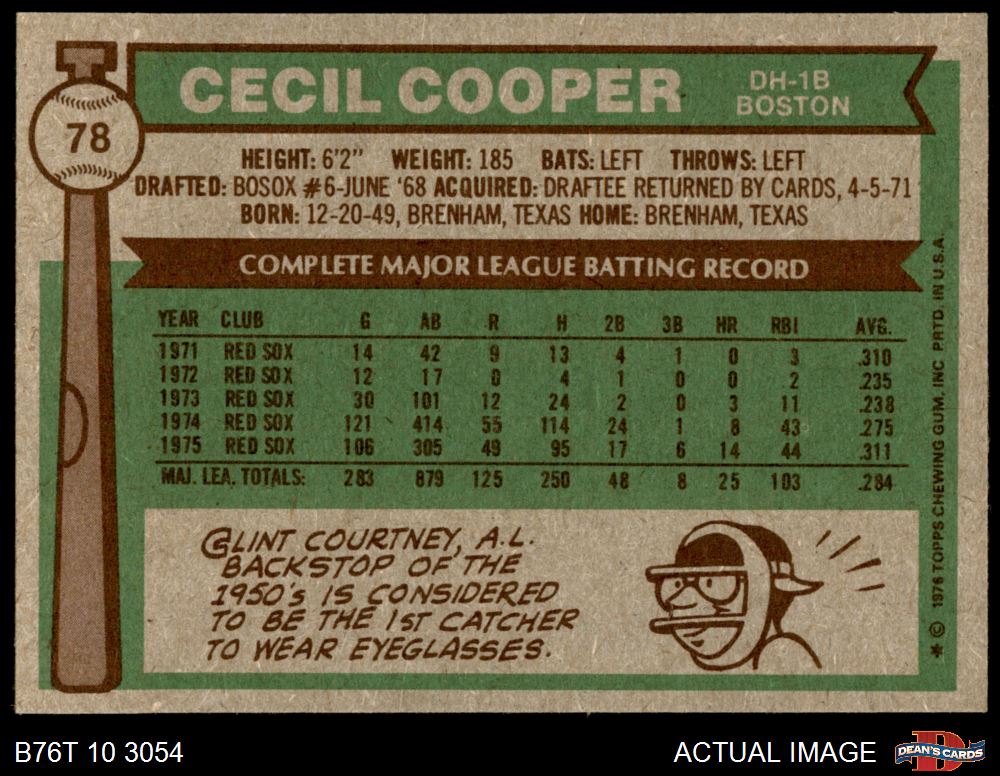 78
CECIL COOPER
DH-1B
BOSTON
HEIGHT: 6'2" WEIGHT: 185 BATS: LEFT THROWS: LEFT
DRAFTED: BOSOX #6-JUNE '68 ACQUIRED: DRAFTEE RETURNED BY CARDS, 4-5-71
BORN: 12-20-49, BRENHAM, TEXAS HOME: BRENHAM, TEXAS
COMPLETE MAJOR LEAGUE BATTING RECORD
YEAR CLUB G AB R H 2B 3B HR RBI AVG.
1971 RED SOX 14 42 9 13 4 1 0 3 .310
1972 RED SOX 12 17 0 4 1 0 0 2 .235
1973 RED SOX 30 101 12 24 2 0 3 11 .238
1974 RED SOX 121 414 55 114 24 1 8 43 .275
1975 RED SOX 106 305 49 95 17 6 14 44 .311
MAJ. LEA. TOTALS: 283 879 125 250 48 8 25 103 .284
CLINT COURTNEY, A.L.
BACKSTOP OF THE
1950's IS CONSIDERED
TO BE THE 1ST CATCHER
TO WEAR EYEGLASSES.
* © 1976 TOPPS CHEWING GUM, INC PRTD. IN U.S.A.
B76T 10 3054
ACTUAL IMAGE
DEAN'S CARDS